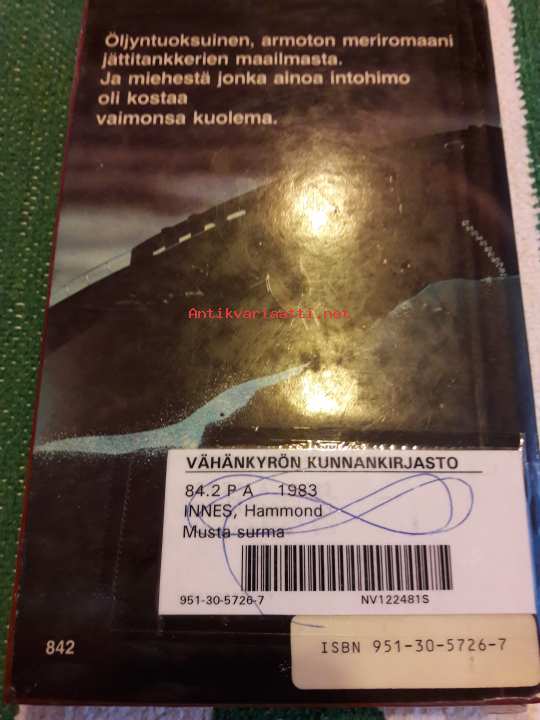 Öljyntuoksuinen, armoton meriromaani
jättitankkerien maailmasta.
Ja miehestä jonka ainoa intohimo
oli kostaa
vaimonsa kuolema.
Antikvariaatti.net
VÄHÄNKYRÖN KUNNANKIRJASTO
84.2 P A 1983
INNES, Hammond
Musta surma
951-30-5726-7 NV122481S
842
ISBN 951-30-5726-7